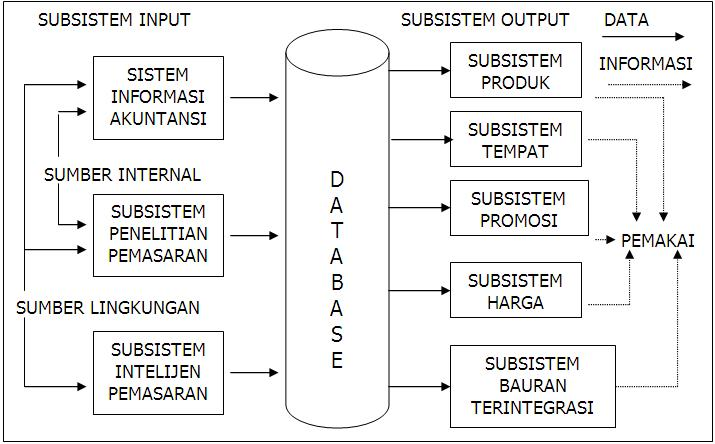 SUBSISTEM INPUT
SUBSISTEM OUTPUT
DATA
INFORMASI
SISTEM
INFORMASI
AKUNTANSI
SUMBER INTERNAL
SUBSISTEM
PENELITIAN
PEMASARAN
SUMBER LINGKUNGAN
SUBSISTEM
INTELIJEN
PEMASARAN
DATABASE
SUBSISTEM
PRODUK
SUBSISTEM
TEMPAT
SUBSISTEM
PROMOSI
PEMAKAI
SUBSISTEM
HARGA
SUBSISTEM
BAURAN
TERINTEGRASI